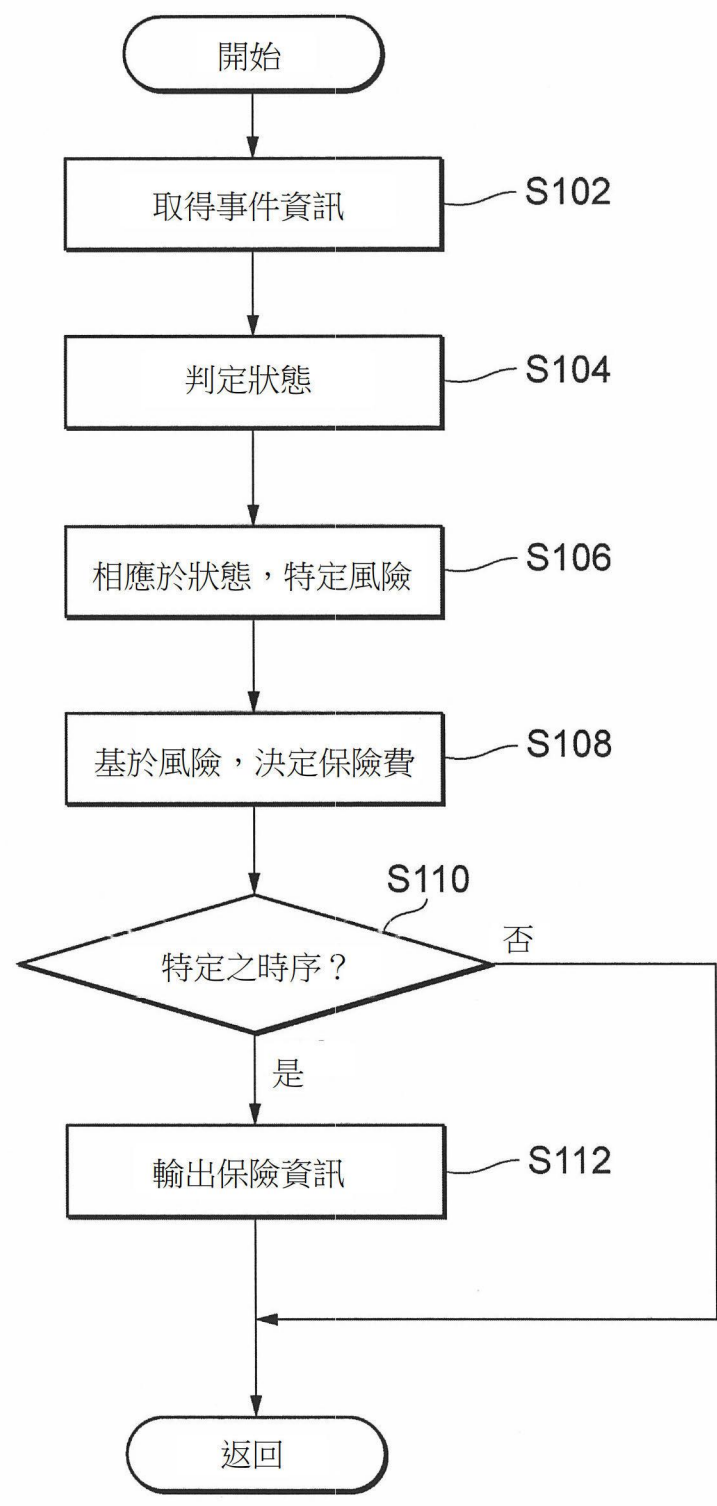 開始
取得事件資訊
S102
判定狀態
S104
相應於狀態，特定風險
S106
基於風險，決定保險費
S108
S110
特定之時序？
否
是
輸出保險資訊
S112
返回